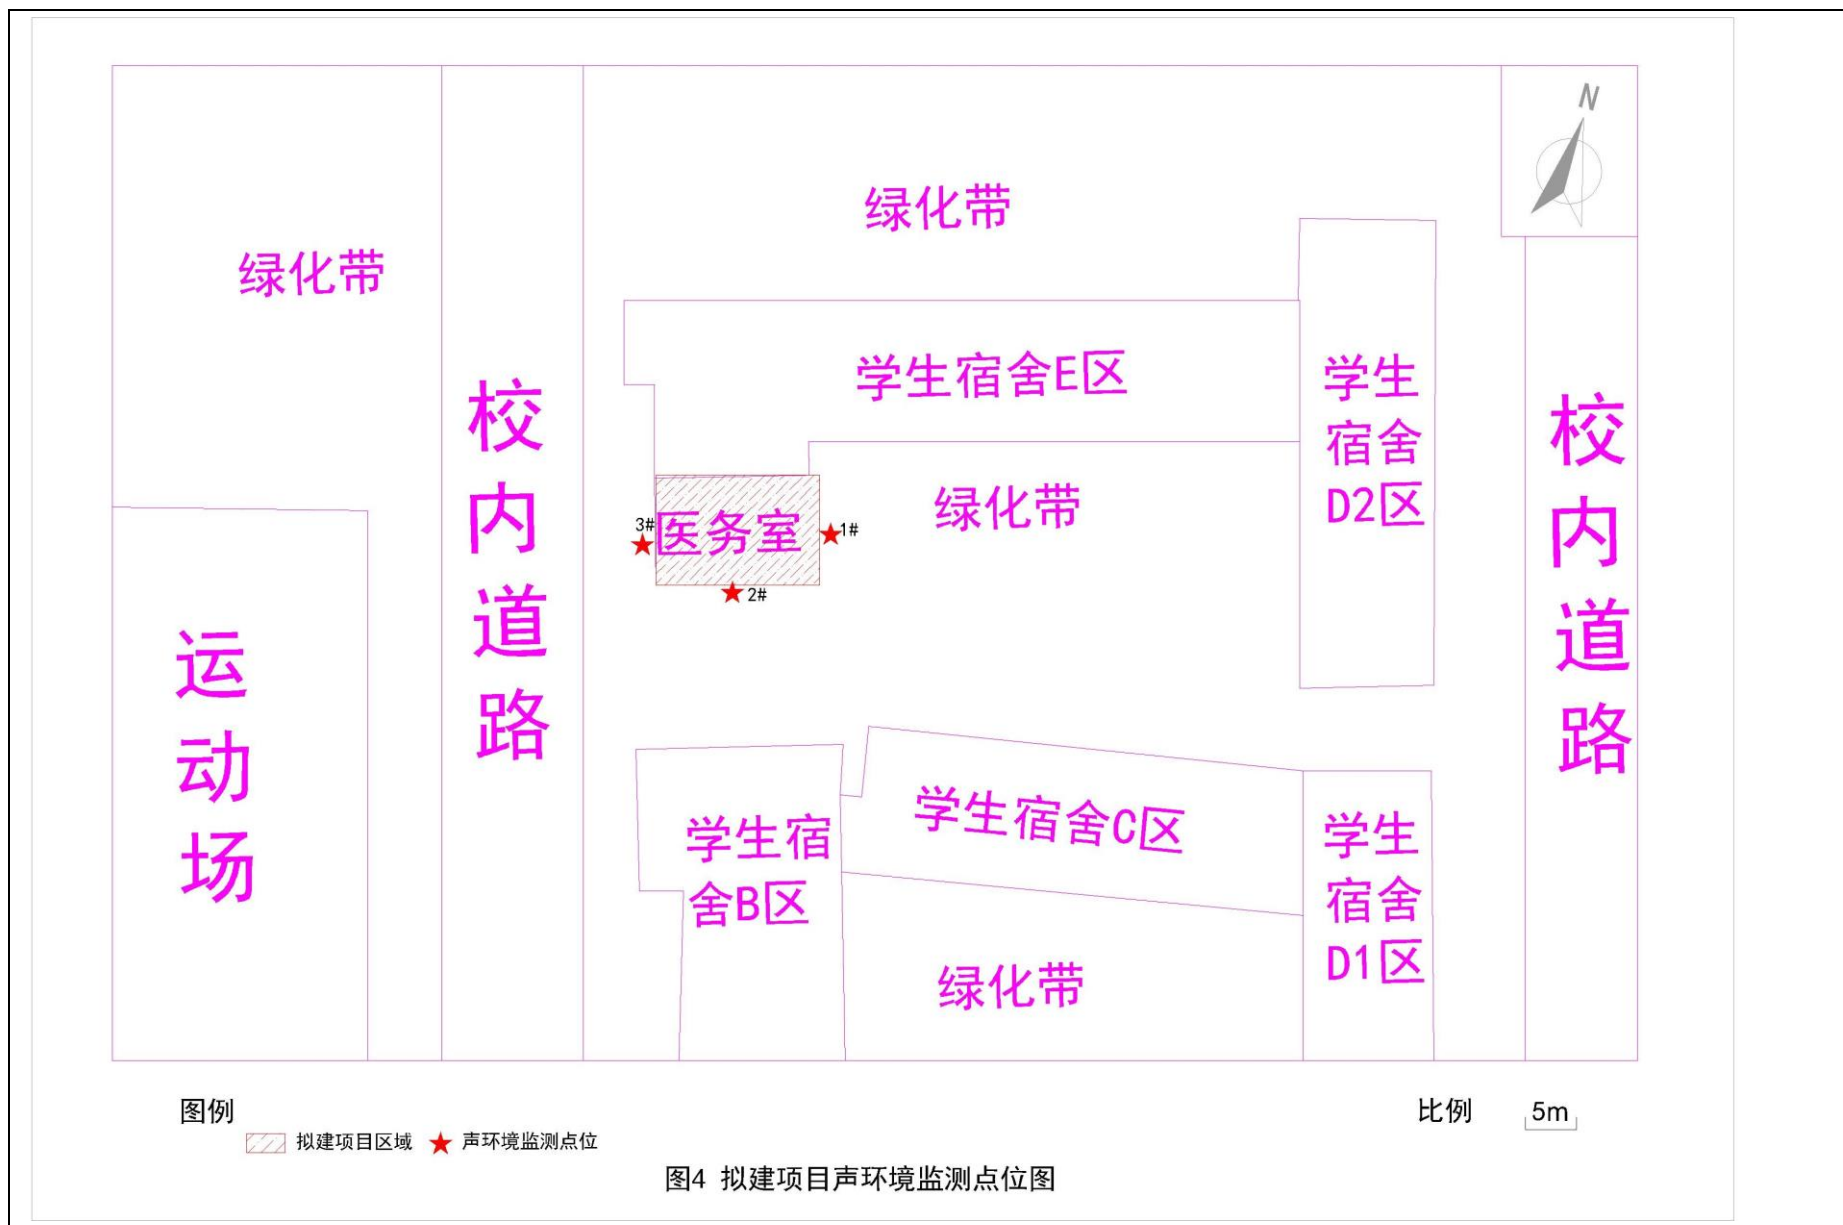 N
绿化带
绿化带
学生宿舍E区
学生
宿舍
D2区
校
内
道
路
校
内
道
路
绿化带
3#
医务室
1#
2#
运
动
场
学生宿
舍B区
学生宿舍C区
学生
宿舍
D1区
绿化带
图例
比例
5m
拟建项目区域
声环境监测点位
图4 拟建项目声环境监测点位图